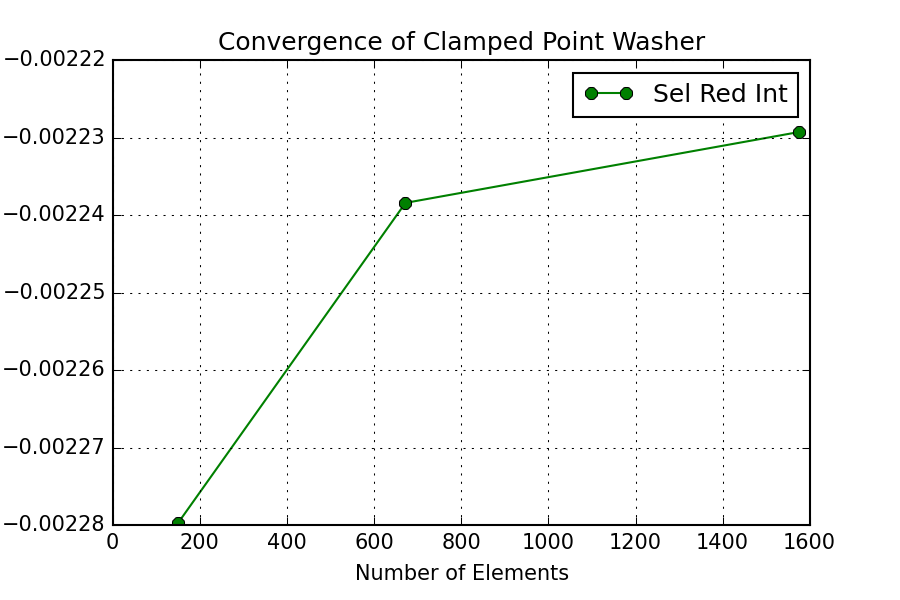 Convergence of Clamped Point Washer
−0.00222
Sel Red Int
−0.00223
−0.00224
−0.00225
−0.00226
−0.00227
−0.00228
0 200 400 600 800 1000 1200 1400 1600
Number of Elements